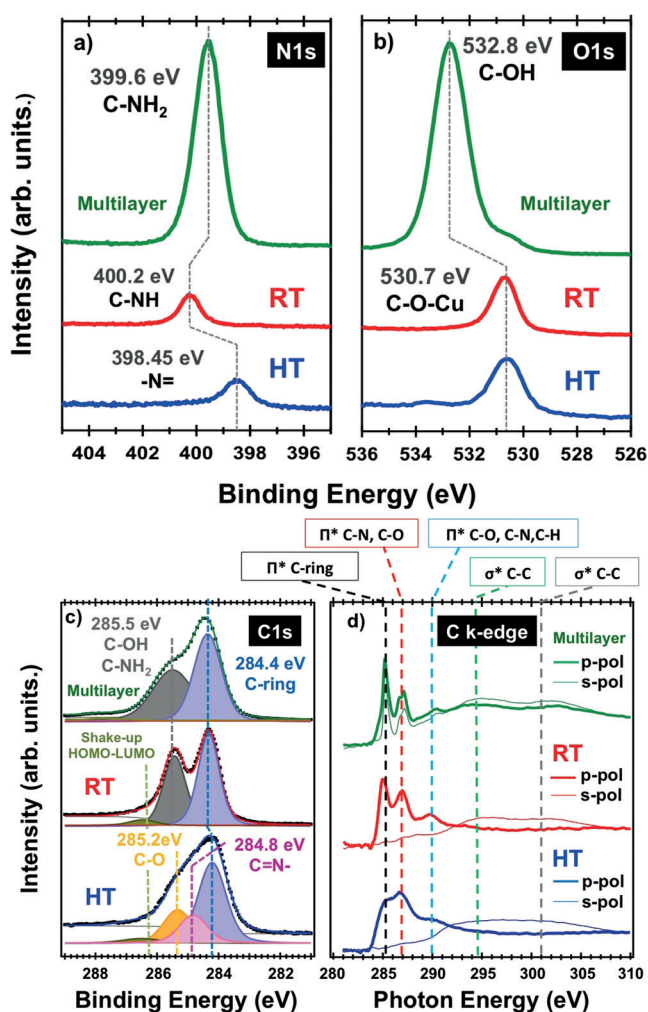 a)
N1s
399.6 eV
C-NH₂
Multilayer
400.2 eV
C-NH
RT
398.45 eV
-N=
HT
404 402 400 398 396
b)
532.8 eV
O1s
C-OH
Multilayer
530.7 eV
C-O-Cu
RT
HT
536 534 532 530 528 526
Intensity (arb. units.)
Binding Energy (eV)
Π* C-N, C-O
Π* C-O, C-N,C-H
Π* C-ring
σ* C-C
σ* C-C
c)
C1s
285.5 eV
C-OH
C-NH₂
284.4 eV
C-ring
Multilayer
Shake-up
HOMO-LUMO
RT
285.2eV
C-O
284.8 eV
C=N-
HT
288 286 284 282
Binding Energy (eV)
Intensity (arb. units.)
d)
C k-edge
Multilayer
p-pol
s-pol
RT
p-pol
s-pol
HT
p-pol
s-pol
280 285 290 295 300 305 310
Photon Energy (eV)